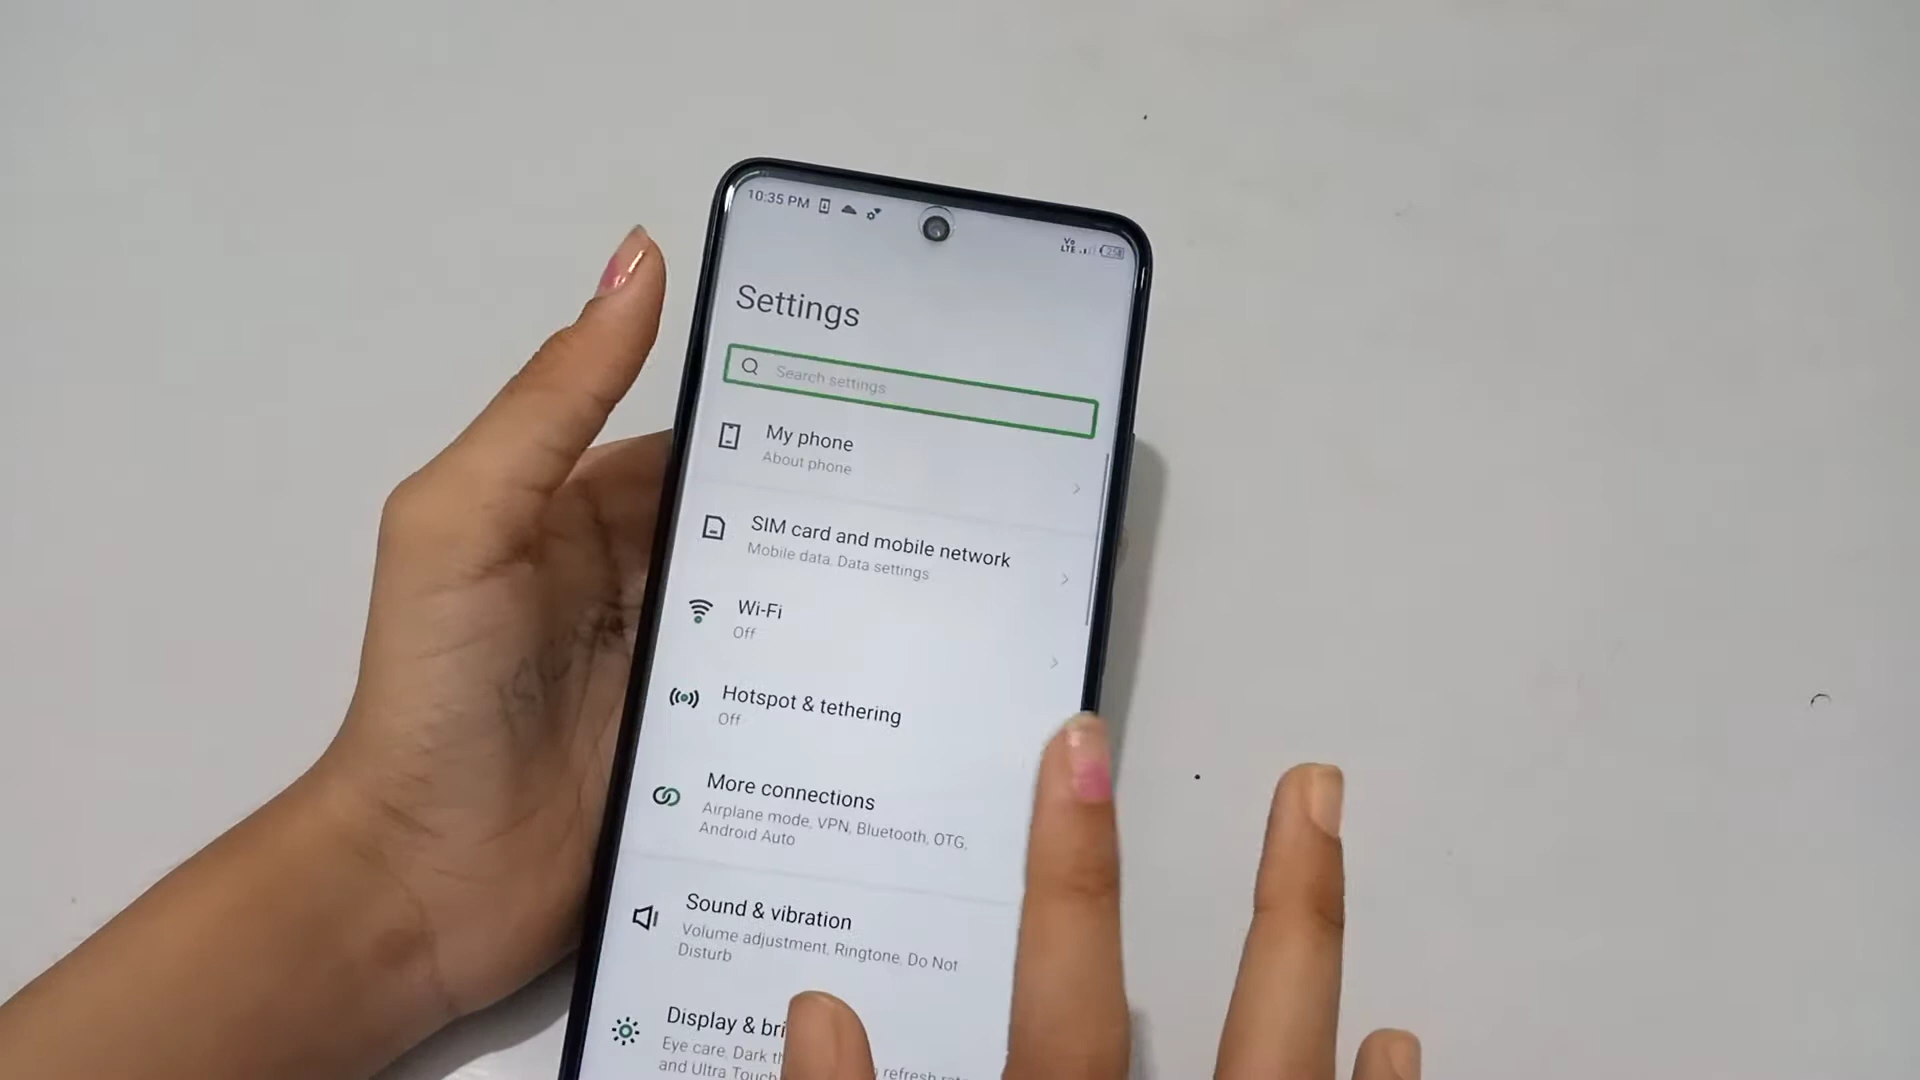 10:35 PM
Vo
LTE
Settings
Search settings
My phone
About phone
SIM card and mobile network
Mobile data, Data settings
Wi-Fi
Off
Hotspot & tethering
Off
More connections
Airplane mode, VPN, Bluetooth, OTG,
Android Auto
Sound & vibration
Volume adjustment, Ringtone, Do Not
Disturb
Display & bri
Eye care, Dark th
and Ultra Touch